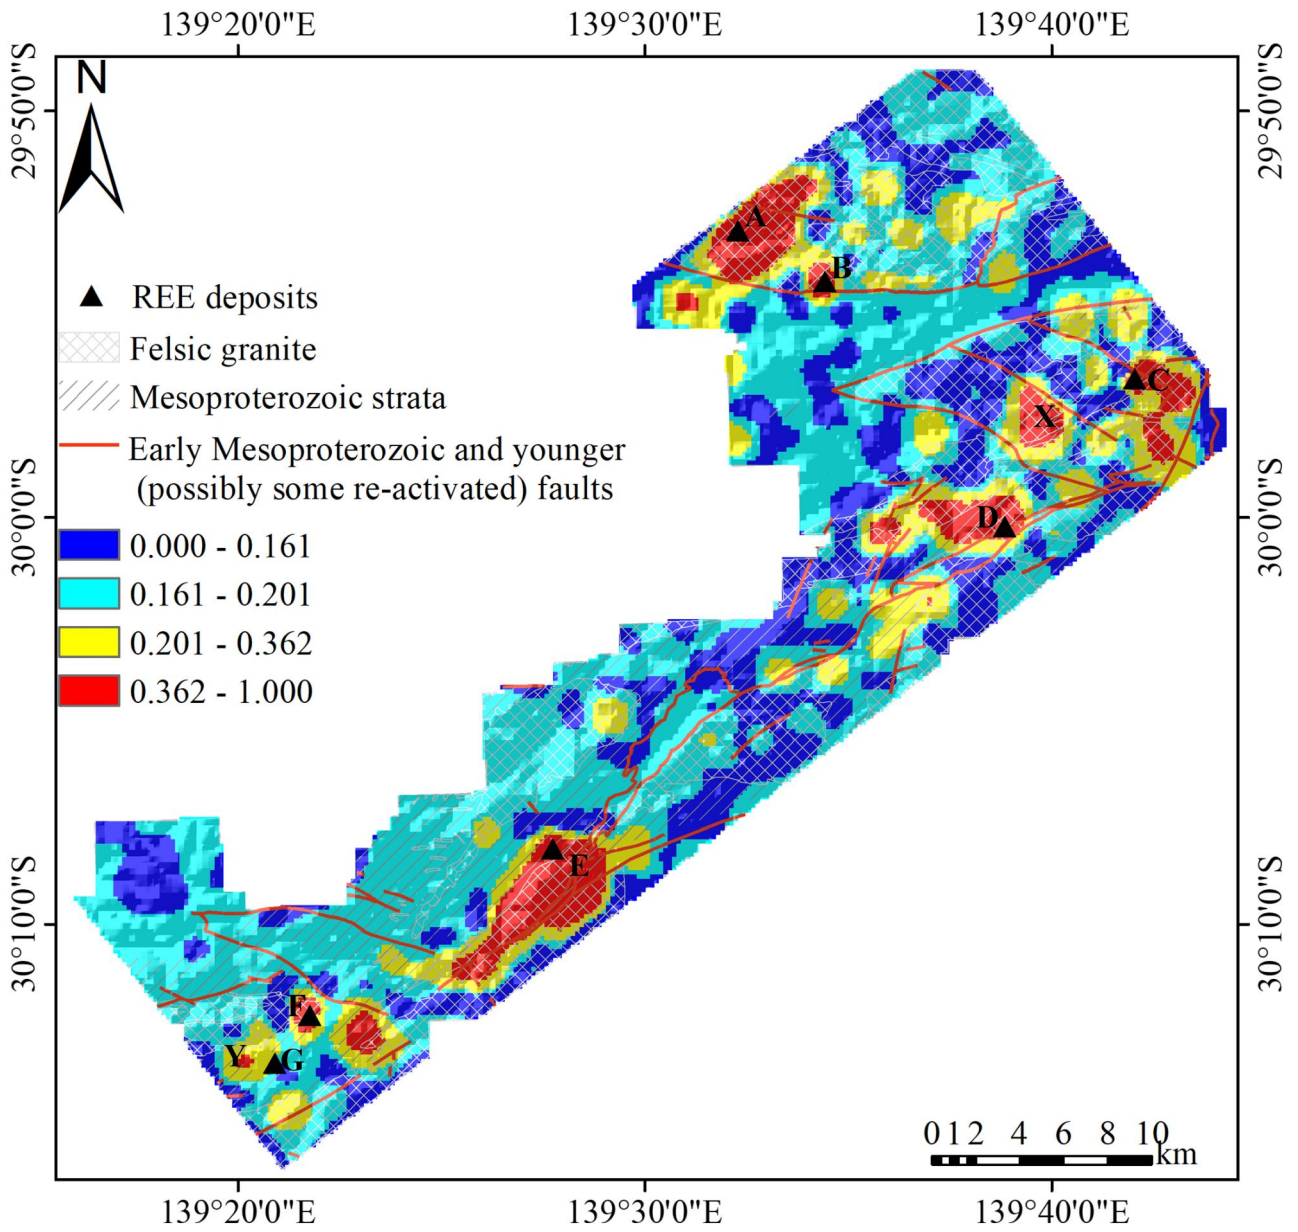 139°20'0"E 139°30'0"E 139°40'0"E
29°50'0"S
30°0'0"S
30°10'0"S
29°50'0"S
30°0'0"S
30°10'0"S
N
REE deposits
Felsic granite
Mesoproterozoic strata
Early Mesoproterozoic and younger
(possibly some re-activated) faults
0.000 - 0.161
0.161 - 0.201
0.201 - 0.362
0.362 - 1.000
A
B
C
X
D
E
F
Y G
0 1 2 4 6 8 10
km
139°20'0"E 139°30'0"E 139°40'0"E